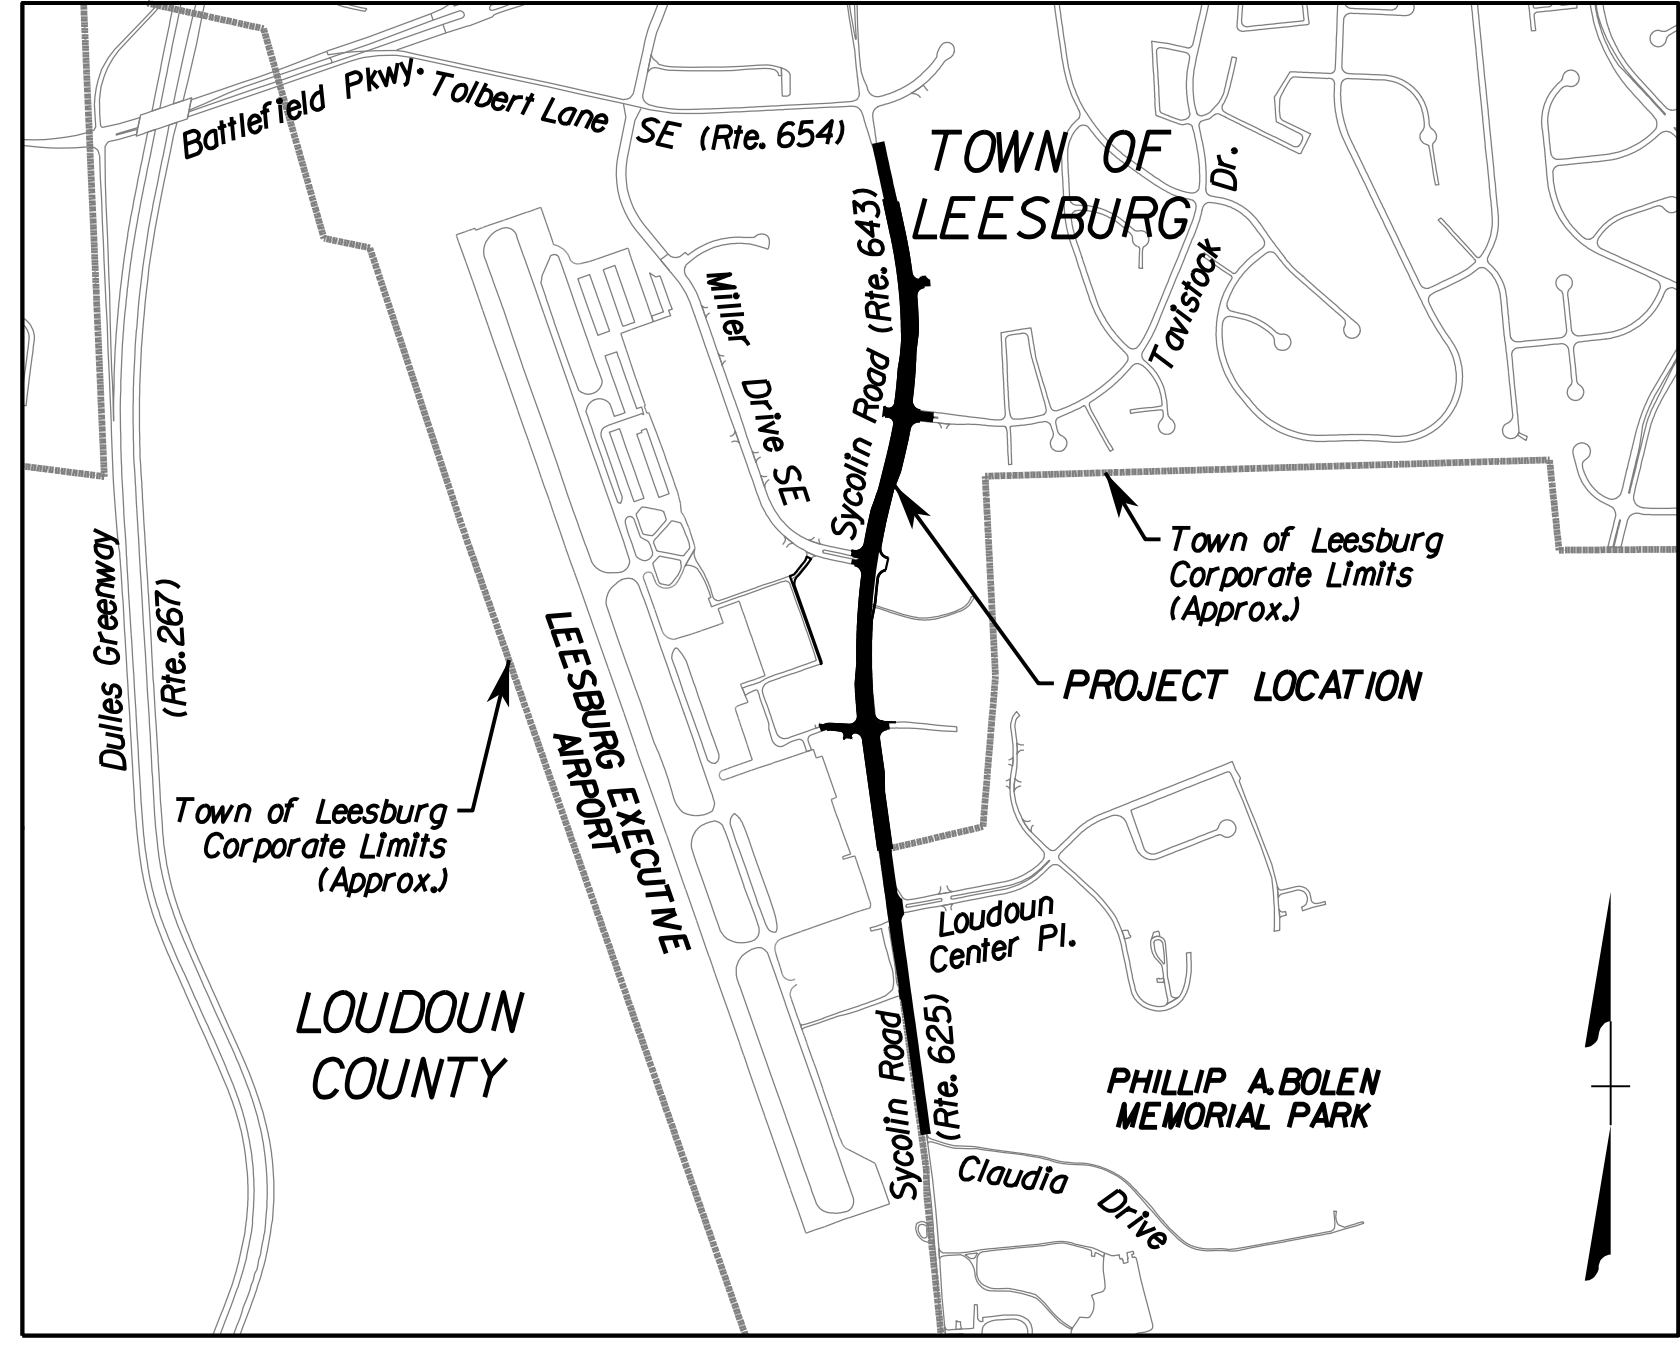 Battlefield Pkwy.
Tolbert Lane SE (Rte. 654)
TOWN OF
LEESBURG
Tavistock Dr.
Sycolin Road (Rte. 643)
Miller Drive SE
Town of Leesburg
Corporate Limits
(Approx.)
PROJECT LOCATION
Dulles Greenway
(Rte. 267)
LEESBURG EXECUTIVE
AIRPORT
Town of Leesburg
Corporate Limits
(Approx.)
Loudoun
Center Pl.
LOUDOUN
COUNTY
Sycolin Road
(Rte. 625)
PHILLIP A. BOLEN
MEMORIAL PARK
Claudia Drive